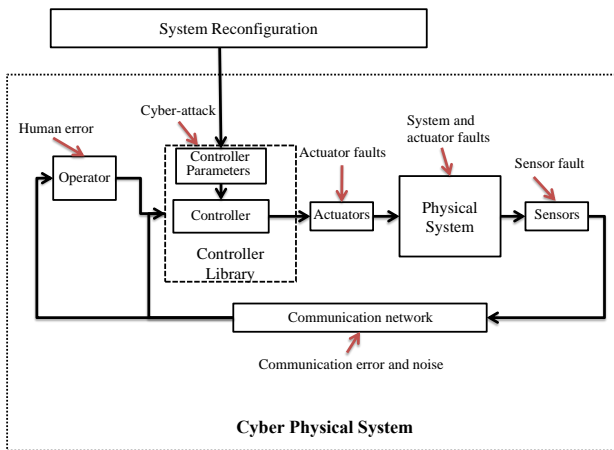 System Reconfiguration
Cyber-attack
Human error
System and
actuator faults
Controller
Parameters
Actuator faults
Sensor fault
Operator
Controller
Actuators
Physical
System
Sensors
Controller
Library
Communication network
Communication error and noise
Cyber Physical System